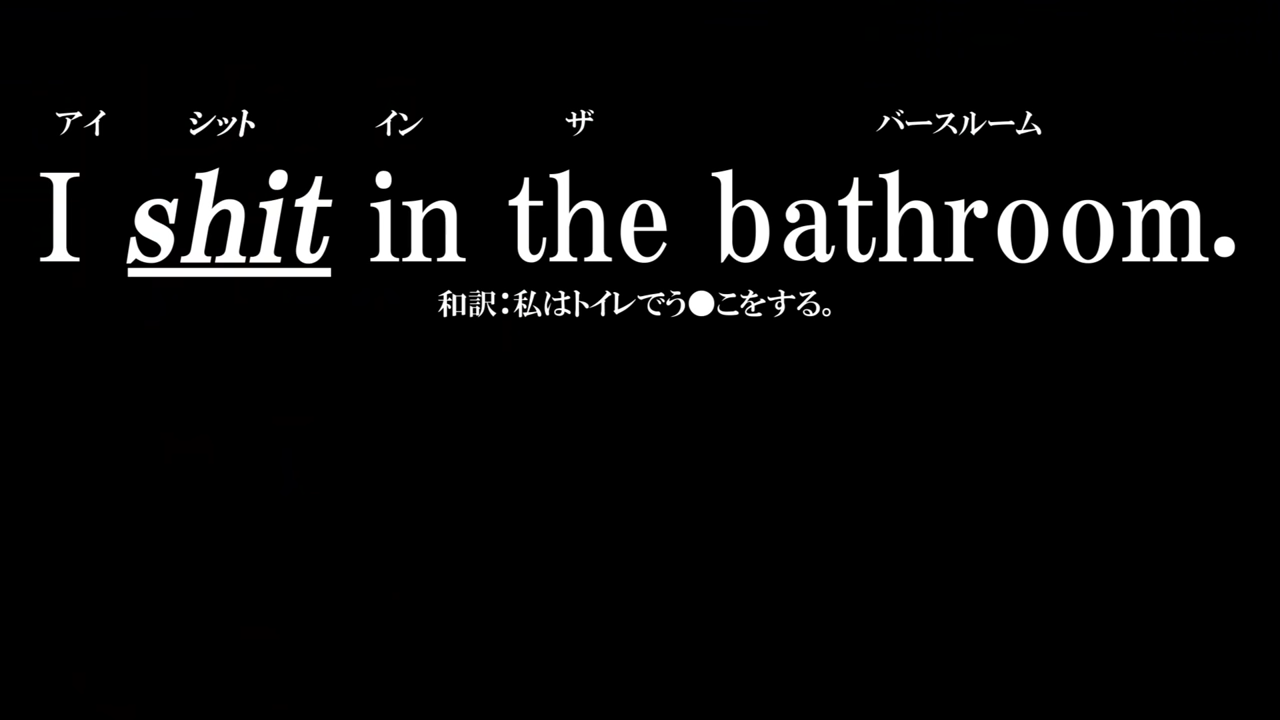 アイ シット イン ザ バースルーム
I shit in the bathroom.
和訳：私はトイレでう●こをする。